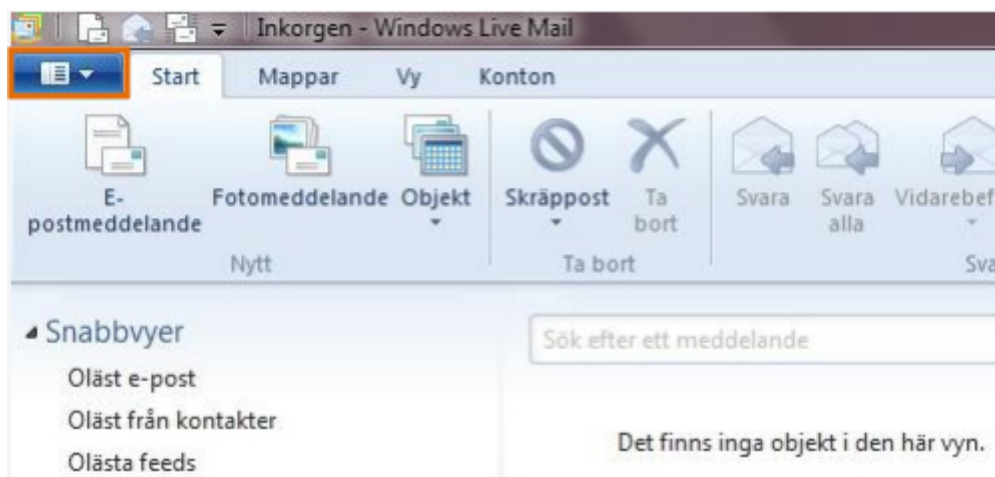 Inkorgen - Windows Live Mail
Start Mappar Vy Konton
E-postmeddelande
Fotomeddelande
Objekt
Skräppost
Ta bort
Svara
Svara alla
Nytt
Ta bort
Snabbvyer
Sök efter ett meddelande
Oläst e-post
Oläst från kontakter
Det finns inga objekt i den här vyn.
Olästa feeds